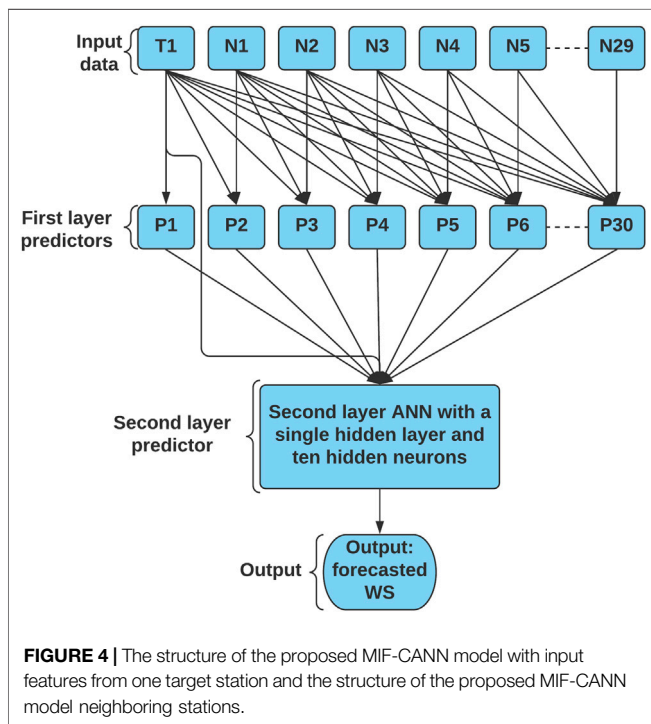 Input
data
T1 N1 N2 N3 N4 N5 N29
First layer
predictors
P1 P2 P3 P4 P5 P6 P30
Second layer
predictor
Second layer ANN with a
single hidden layer and
ten hidden neurons
Output
Output:
forecasted
WS
FIGURE 4 | The structure of the proposed MIF-CANN model with input
features from one target station and the structure of the proposed MIF-CANN
model neighboring stations.